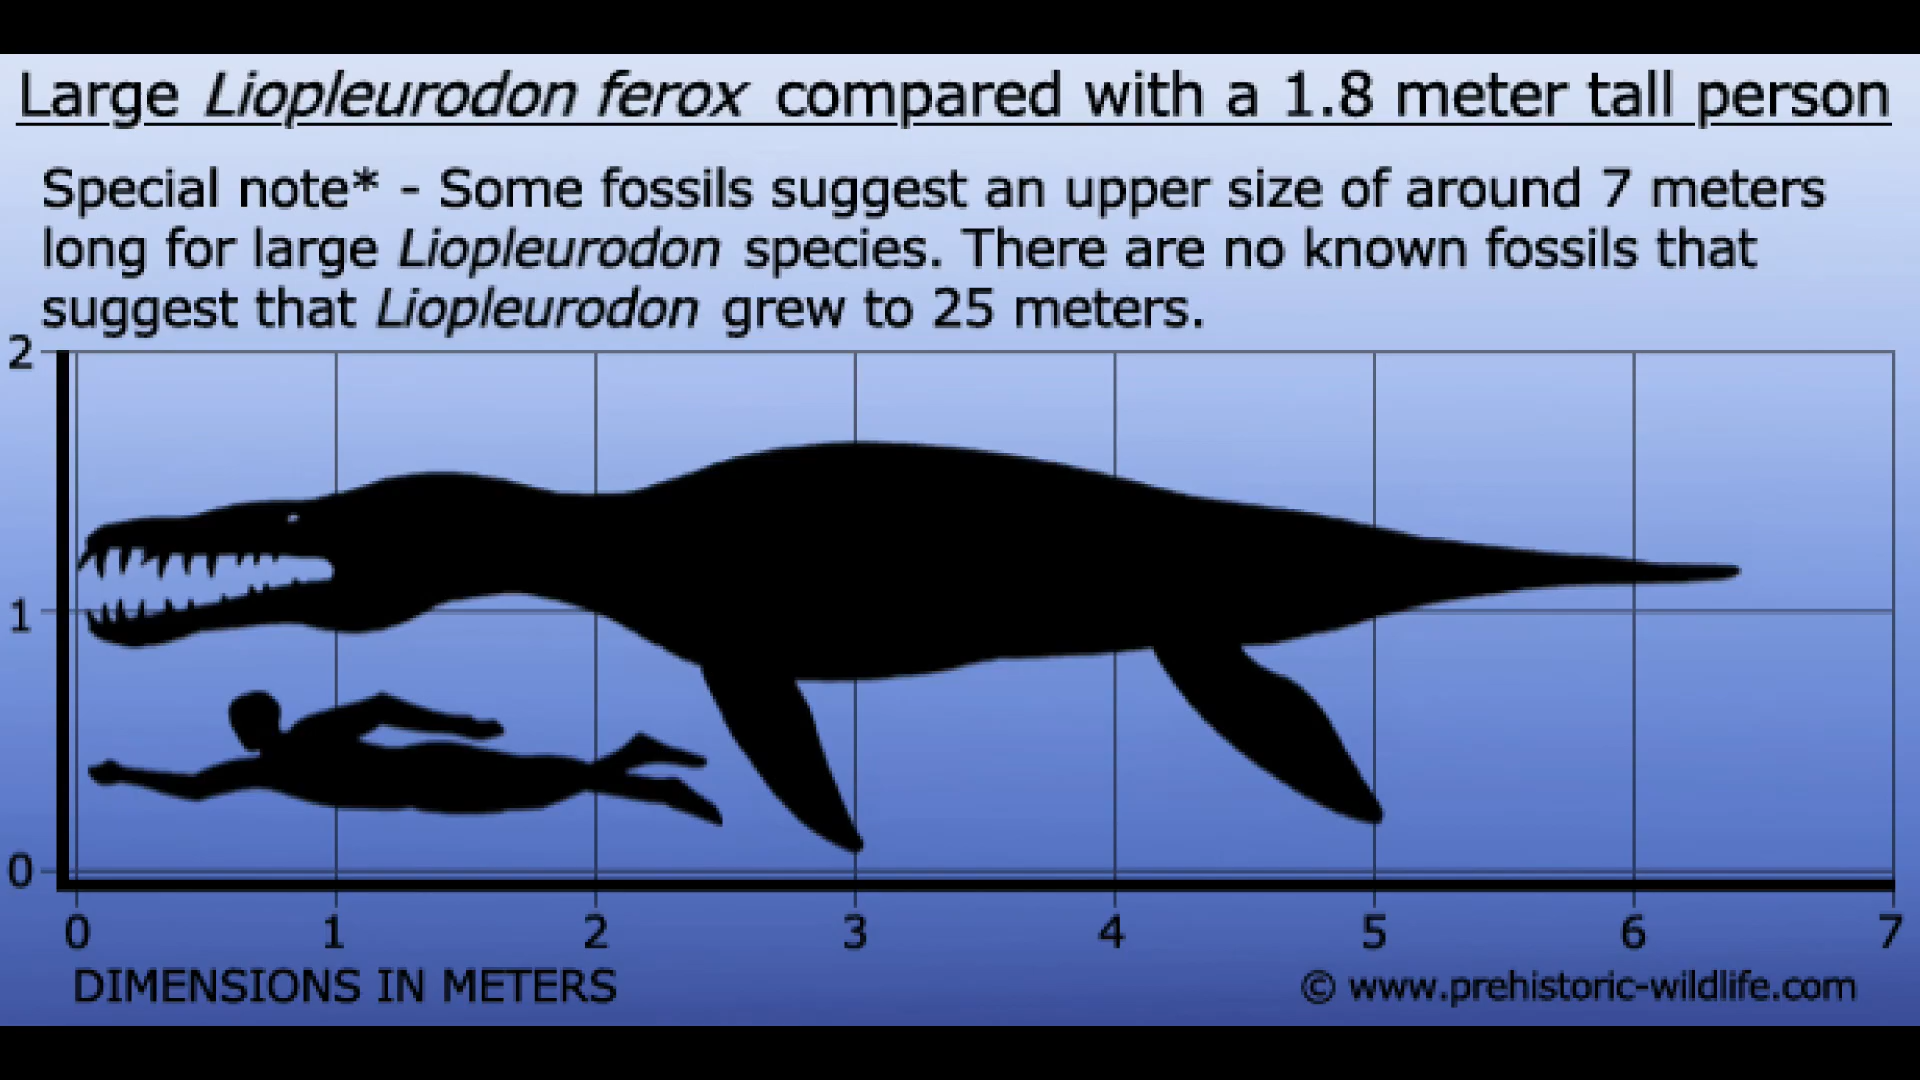 Large Liopleurodon ferox compared with a 1.8 meter tall person
Special note* - Some fossils suggest an upper size of around 7 meters
long for large Liopleurodon species. There are no known fossils that
suggest that Liopleurodon grew to 25 meters.
2
1
0
0 1 2 3 4 5 6 7
DIMENSIONS IN METERS © www.prehistoric-wildlife.com